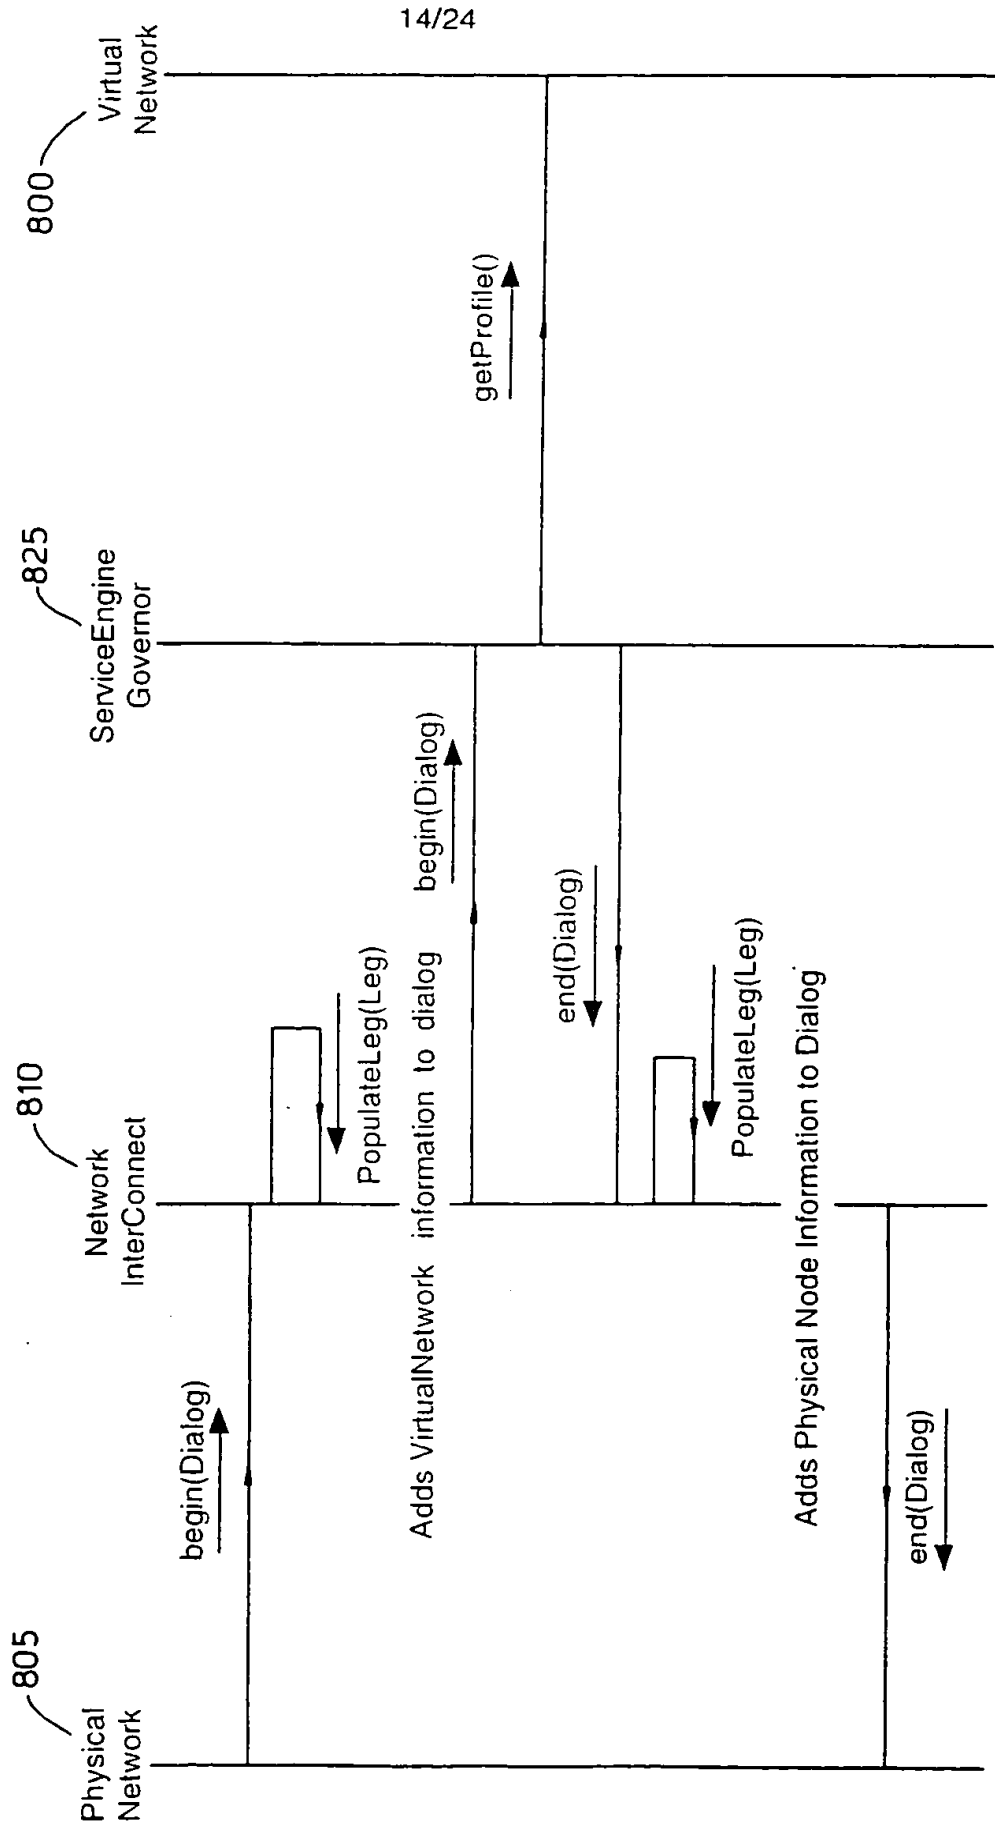 14/24
805
Physical
Network
810
Network
InterConnect
825
ServiceEngine
Governor
800
Virtual
Network
begin(Dialog)
PopulateLeg(Leg)
Adds VirtualNetwork information to dialog
begin(Dialog)
getProfile()
end(Dialog)
PopulateLeg(Leg)
Adds Physical Node Information to Dialog
end(Dialog)